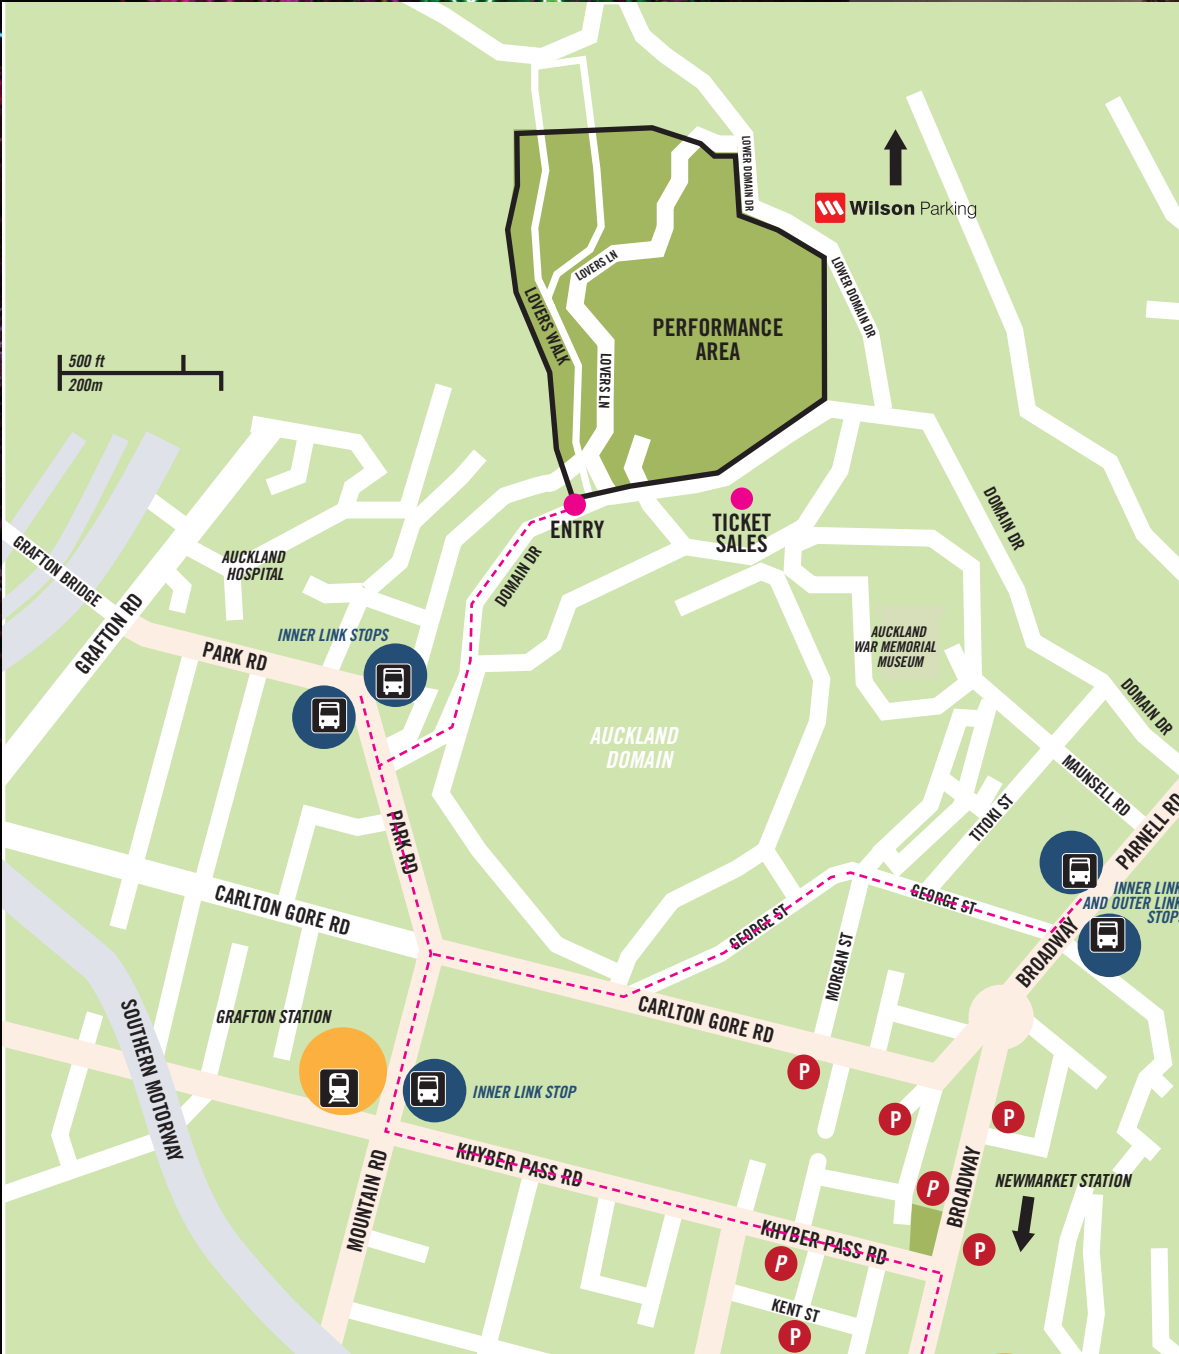 LOWER DOMAIN DR
Wilson Parking
LOVERS LN
LOWER DOMAIN DR
LOVERS WALK
PERFORMANCE
AREA
500 ft
200m
LOVERS LN
ENTRY
TICKET
SALES
DOMAIN DR
GRAFTON BRIDGE
AUCKLAND
HOSPITAL
DOMAIN DR
GRAFTON RD
INNER LINK STOPS
PARK RD
AUCKLAND
WAR MEMORIAL
MUSEUM
DOMAIN DR
AUCKLAND
DOMAIN
MAUNSELL RD
TITOKI ST
PARNELL RD
PARK RD
INNER LINK
AND OUTER LINK
STOPS
CARLTON GORE RD
GEORGE ST
GEORGE ST
BROADWAY
MORGAN ST
GRAFTON STATION
CARLTON GORE RD
SOUTHERN MOTORWAY
P
INNER LINK STOP
P
P
KHYBER PASS RD
MOUNTAIN RD
P
BROADWAY
NEWMARKET STATION
KHYBER PASS RD
P
P
KENT ST
P